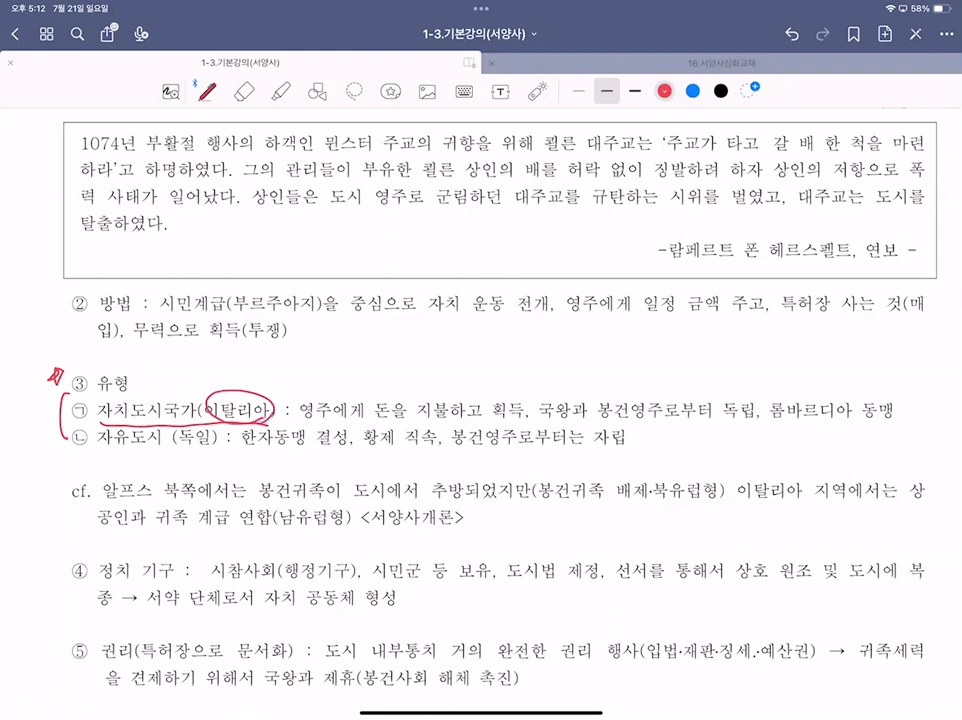 오후 5:12 7월 21일 일요일
58%
1-3.기본강의(서양사)
1-3.기본강의(서양사)
16.서양사심화교재
1074년 부활절 행사의 하객인 뮌스터 주교의 귀향을 위해 퀼른 대주교는 ‘주교가 타고 갈 배 한 척을 마련
하라’고 하명하였다. 그의 관리들이 부유한 퀼른 상인의 배를 허락 없이 징발하려 하자 상인의 저항으로 폭
력 사태가 일어났다. 상인들은 도시 영주로 군림하던 대주교를 규탄하는 시위를 벌였고, 대주교는 도시를
탈출하였다.
-람페르트 폰 헤르스펠트, 연보 -
② 방법 : 시민계급(부르주아지)을 중심으로 자치 운동 전개, 영주에게 일정 금액 주고, 특허장 사는 것(매
입), 무력으로 획득(투쟁)
③ 유형
㉠ 자치도시국가(이탈리아) : 영주에게 돈을 지불하고 획득, 국왕과 봉건영주로부터 독립, 롬바르디아 동맹
㉡ 자유도시 (독일) : 한자동맹 결성, 황제 직속, 봉건영주로부터는 자립
cf. 알프스 북쪽에서는 봉건귀족이 도시에서 추방되었지만(봉건귀족 배제·북유럽형) 이탈리아 지역에서는 상
공인과 귀족 계급 연합(남유럽형) <서양사개론>
④ 정치 기구 : 시참사회(행정기구), 시민군 등 보유, 도시법 제정, 선서를 통해서 상호 원조 및 도시에 복
종 → 서약 단체로서 자치 공동체 형성
⑤ 권리(특허장으로 문서화) : 도시 내부통치 거의 완전한 권리 행사(입법·재판·징세.·예산권) → 귀족세력
을 견제하기 위해서 국왕과 제휴(봉건사회 해체 촉진)